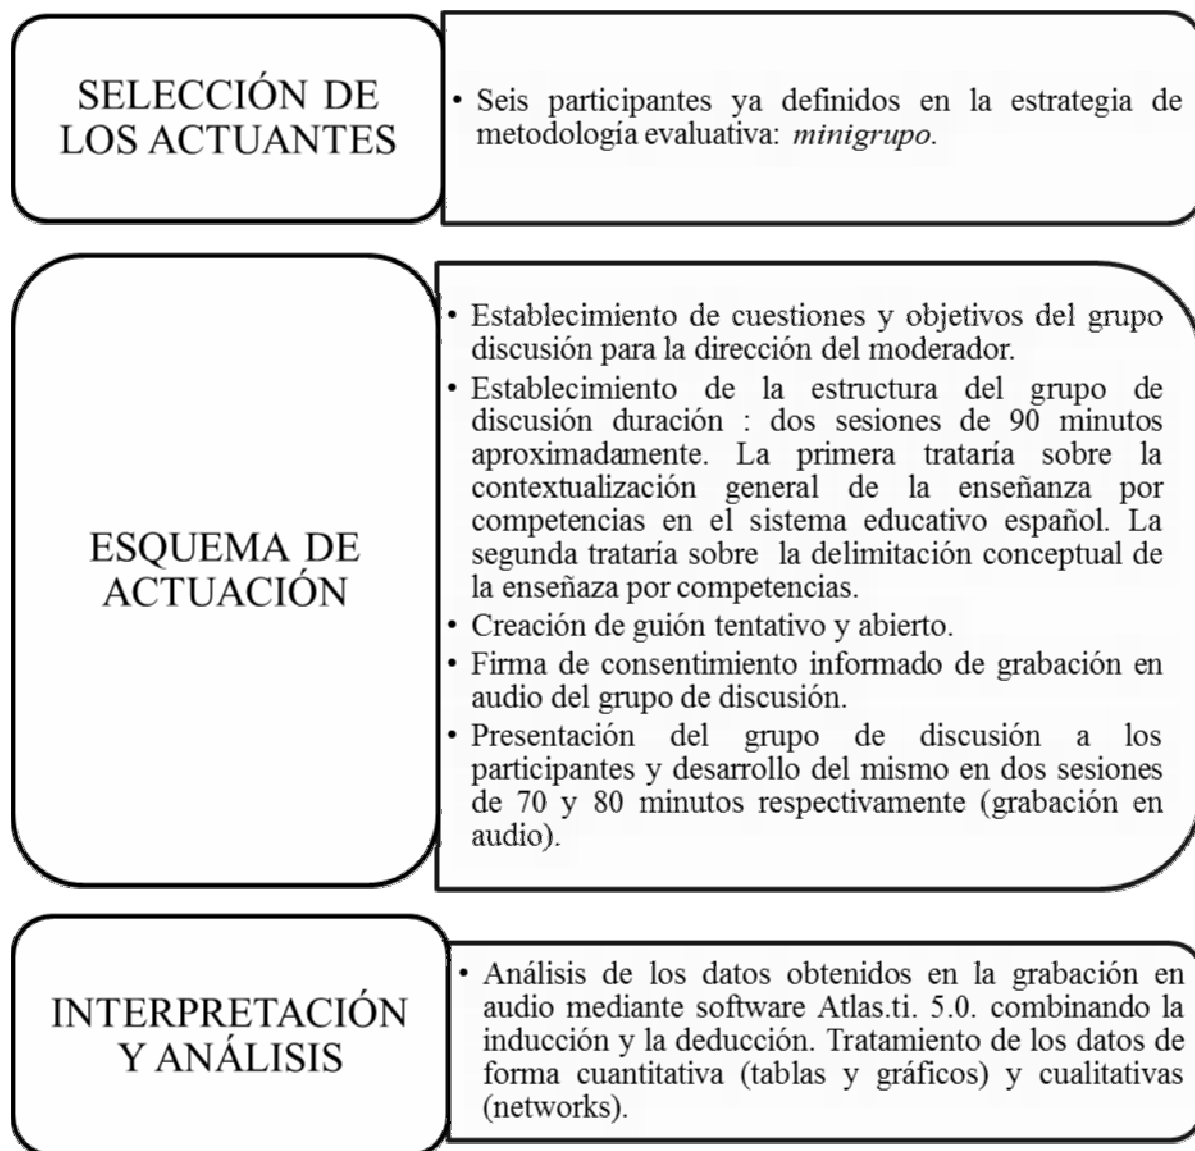 SELECCIÓN DE
LOS ACTUANTES
• Seis participantes ya definidos en la estrategia de
metodología evaluativa: minigrupo.
ESQUEMA DE
ACTUACIÓN
• Establecimiento de cuestiones y objetivos del grupo
discusión para la dirección del moderador.
• Establecimiento de la estructura del grupo de
discusión duración : dos sesiones de 90 minutos
aproximadamente. La primera trataría sobre la
contextualización general de la enseñanza por
competencias en el sistema educativo español. La
segunda trataría sobre la delimitación conceptual de
la enseñaza por competencias.
• Creación de guión tentativo y abierto.
• Firma de consentimiento informado de grabación en
audio del grupo de discusión.
• Presentación del grupo de discusión a los
participantes y desarrollo del mismo en dos sesiones
de 70 y 80 minutos respectivamente (grabación en
audio).
INTERPRETACIÓN
Y ANÁLISIS
• Análisis de los datos obtenidos en la grabación en
audio mediante software Atlas.ti. 5.0. combinando la
inducción y la deducción. Tratamiento de los datos de
forma cuantitativa (tablas y gráficos) y cualitativas
(networks).